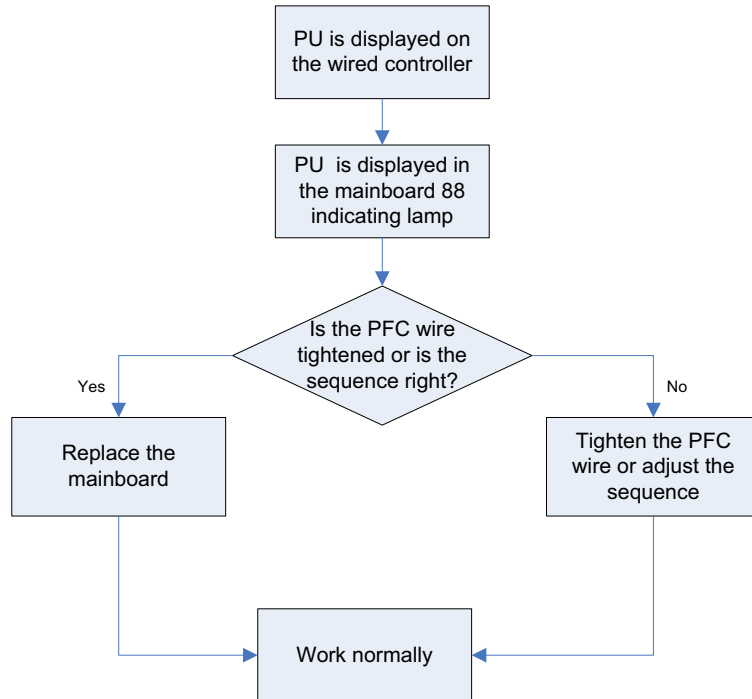 PU is displayed on
the wired controller
PU is displayed in
the mainboard 88
indicating lamp
Is the PFC wire
tightened or is the
sequence right?
Yes
No
Replace the
mainboard
Tighten the PFC
wire or adjust the
sequence
Work normally